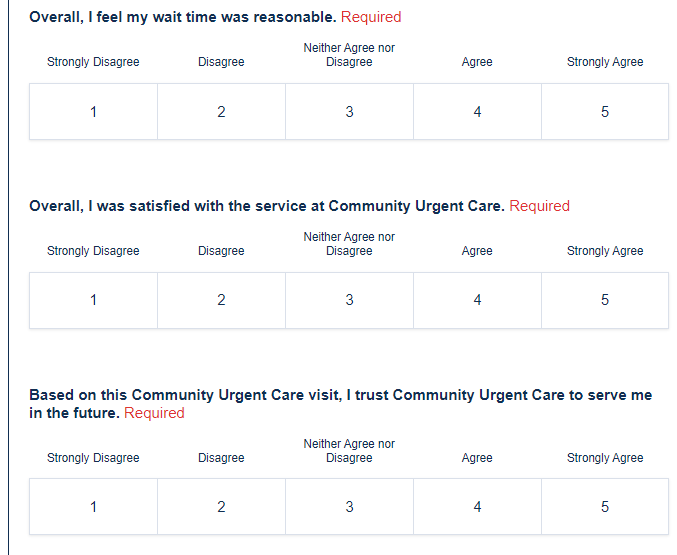 Overall, I feel my wait time was reasonable. Required
Strongly Disagree Disagree Neither Agree nor Disagree Agree Strongly Agree
1 2 3 4 5
Overall, I was satisfied with the service at Community Urgent Care. Required
Strongly Disagree Disagree Neither Agree nor Disagree Agree Strongly Agree
1 2 3 4 5
Based on this Community Urgent Care visit, I trust Community Urgent Care to serve me
in the future. Required
Strongly Disagree Disagree Neither Agree nor Disagree Agree Strongly Agree
1 2 3 4 5